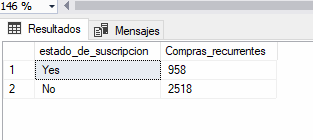 146 %
Resultados Mensajes
estado_de_suscripcion Compras_recurrentes
1 Yes 958
2 No 2518